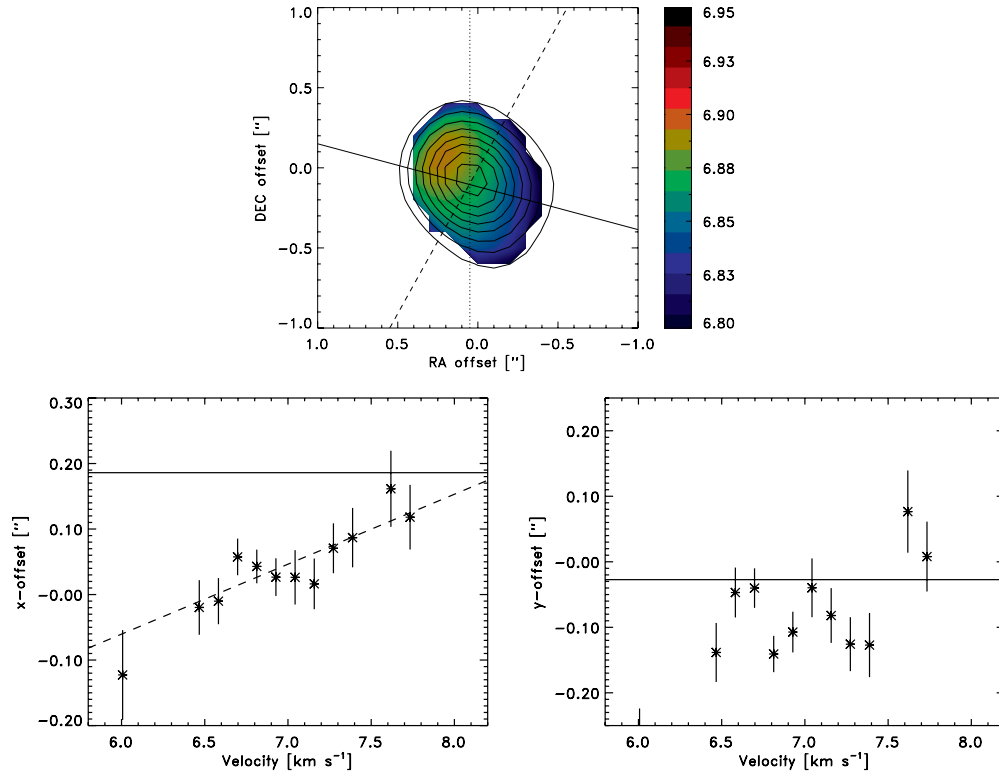 1.0
0.5
0.0
-0.5
-1.0
DEC offset ["]
1.0 0.5 0.0 -0.5 -1.0
RA offset ["]
6.95
6.93
6.90
6.88
6.85
6.83
6.80
0.30
0.20
0.10
-0.00
-0.10
-0.20
x-offset ["]
6.0 6.5 7.0 7.5 8.0
Velocity [km s⁻¹]
0.20
0.10
-0.00
-0.10
-0.20
y-offset ["]
6.0 6.5 7.0 7.5 8.0
Velocity [km s⁻¹]